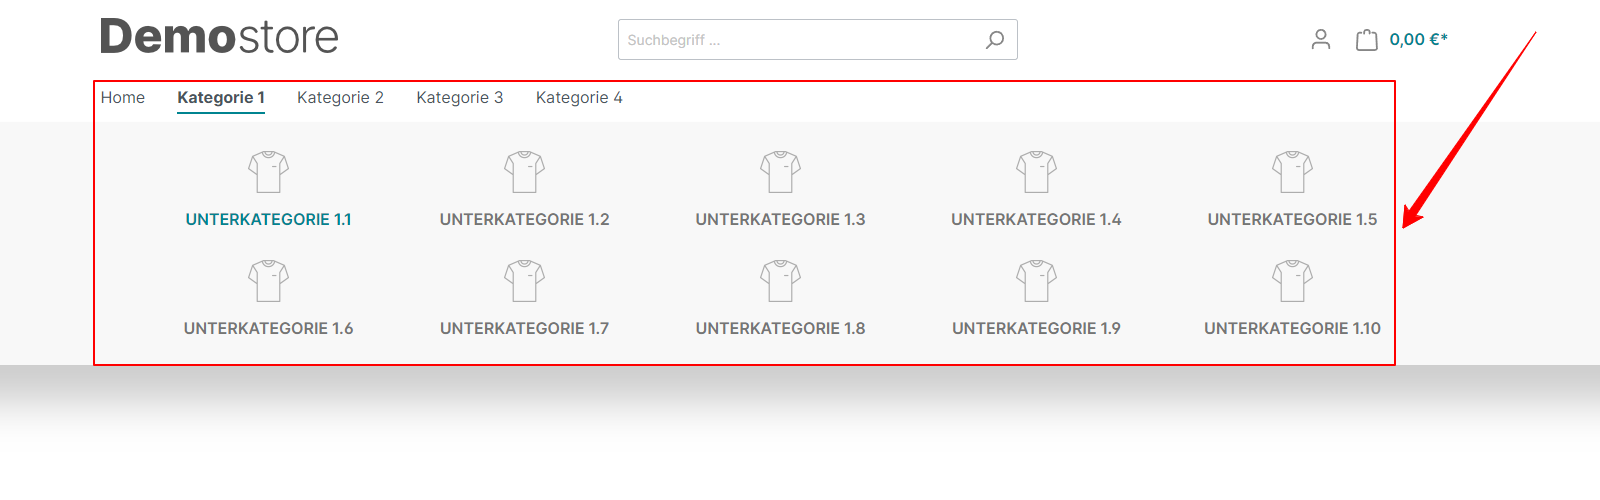 Demostore
Suchbegriff ...
0,00 €*
Home Kategorie 1 Kategorie 2 Kategorie 3 Kategorie 4
UNTERKATEGORIE 1.1 UNTERKATEGORIE 1.2 UNTERKATEGORIE 1.3 UNTERKATEGORIE 1.4 UNTERKATEGORIE 1.5
UNTERKATEGORIE 1.6 UNTERKATEGORIE 1.7 UNTERKATEGORIE 1.8 UNTERKATEGORIE 1.9 UNTERKATEGORIE 1.10